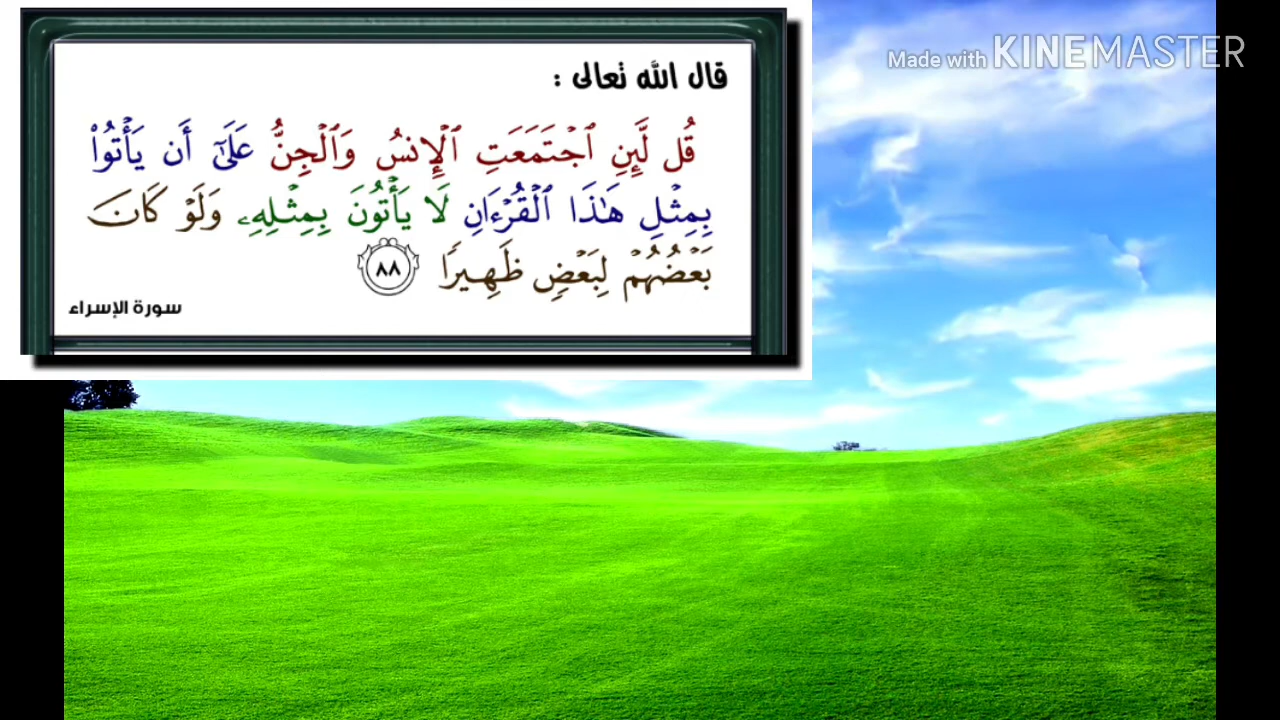 قال الله تعالى :
قُل لَّئِنِ ٱجۡتَمَعَتِ ٱلۡإِنسُ وَٱلۡجِنُّ عَلَىٰٓ أَن يَأۡتُواْ
بِمِثۡلِ هَٰذَا ٱلۡقُرۡءَانِ لَا يَأۡتُونَ بِمِثۡلِهِۦ وَلَوۡ كَانَ
بَعۡضُهُمۡ لِبَعۡضٖ ظَهِيرٗا ٨٨
سورة الإسراء
Made with KINEMASTER